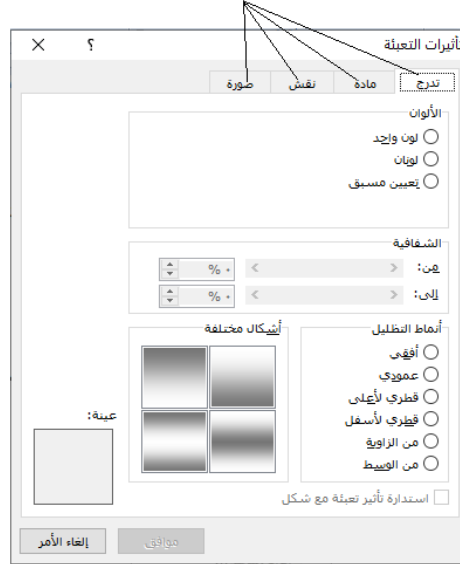 تأثيرات التعبئة ؟
تدرج مادة نقش صورة
الألوان
لون واحد
لونان
تعيين مسبق
الشفافية
من: ٠ %
إلى: ٠ %
أنماط التظليل
أفقي
عمودي
قطري لأعلى
قطري لأسفل
من الزاوية
من الوسط
أشكال مختلفة
عينة:
استدارة تأثير تعبئة مع شكل
موافق إلغاء الأمر